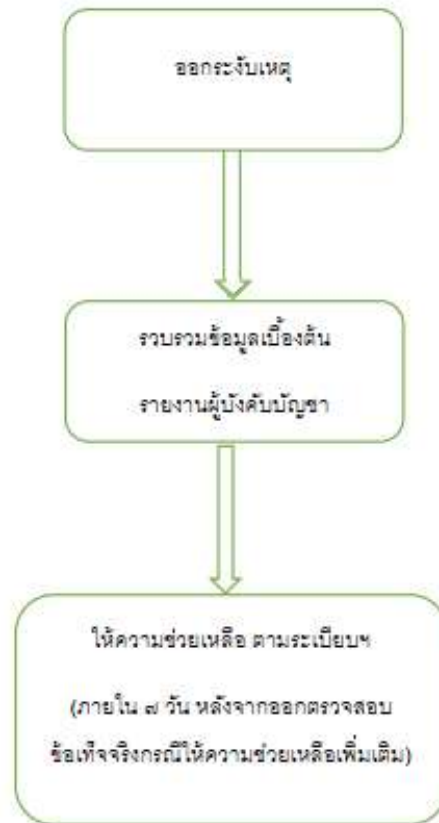 ออกระงับเหตุ
รวบรวมข้อมูลเบื้องต้น
รายงานผู้บังคับบัญชา
ให้ความช่วยเหลือ ตามระเบียบฯ
(ภายใน ๗ วัน หลังจากออกตรวจสอบ
ข้อเท็จจริงกรณีให้ความช่วยเหลือเพิ่มเติม)